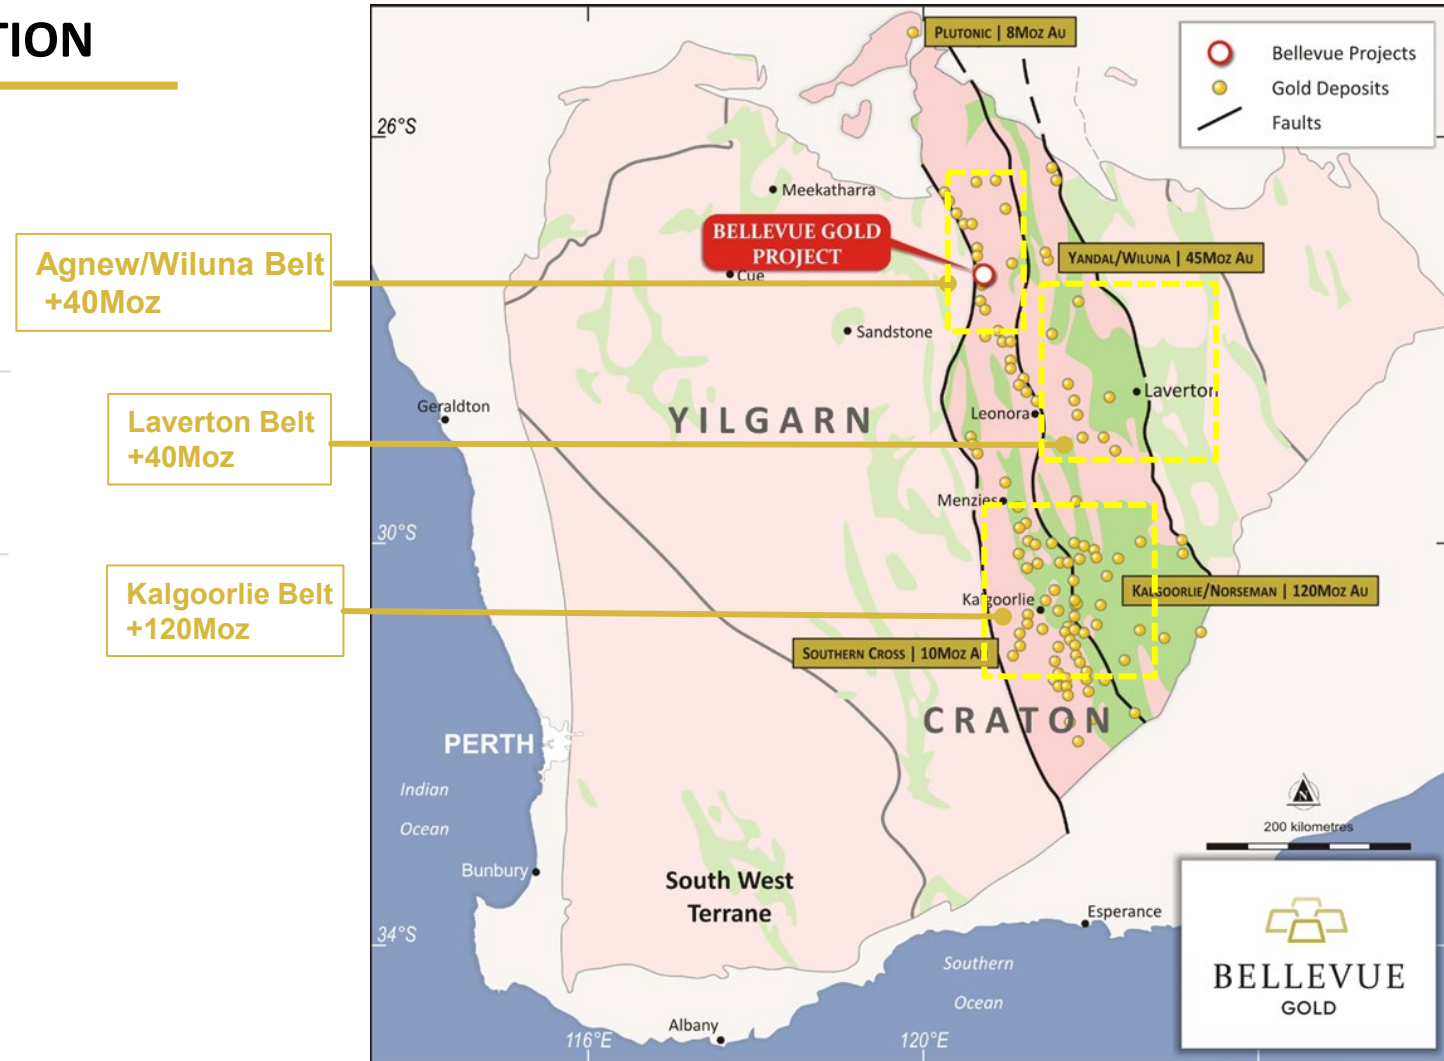 TION
Agnew/Wiluna Belt
+40Moz
Laverton Belt
+40Moz
Kalgoorlie Belt
+120Moz
PLUTONIC | 8MOZ AU
Bellevue Projects
Gold Deposits
Faults
26°S
Meekatharra
BELLEVUE GOLD
PROJECT
Cue
YANDAL/WILUNA | 45MOZ AU
Sandstone
Geraldton
YILGARN
Leonora
Laverton
Menzies
30°S
Kalgoorlie
KALGOORLIE/NORSEMAN | 120MOZ AU
SOUTHERN CROSS | 10MOZ A
CRATON
PERTH
Indian
Ocean
N
200 kilometres
Bunbury
South West
Terrane
Esperance
34°S
Southern
Ocean
Albany
116°E
120°E
BELLEVUE
GOLD